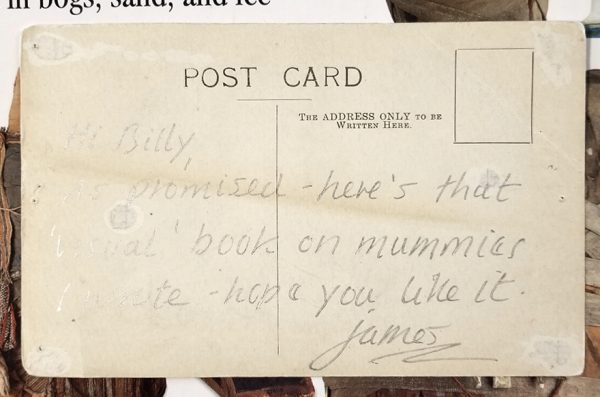 in bogs, sand, and ice
POST CARD
THE ADDRESS ONLY TO BE
WRITTEN HERE.
Hi Billy,
As promised - here's that
'usual' book on mummies
I wrote - hope you like it.
James